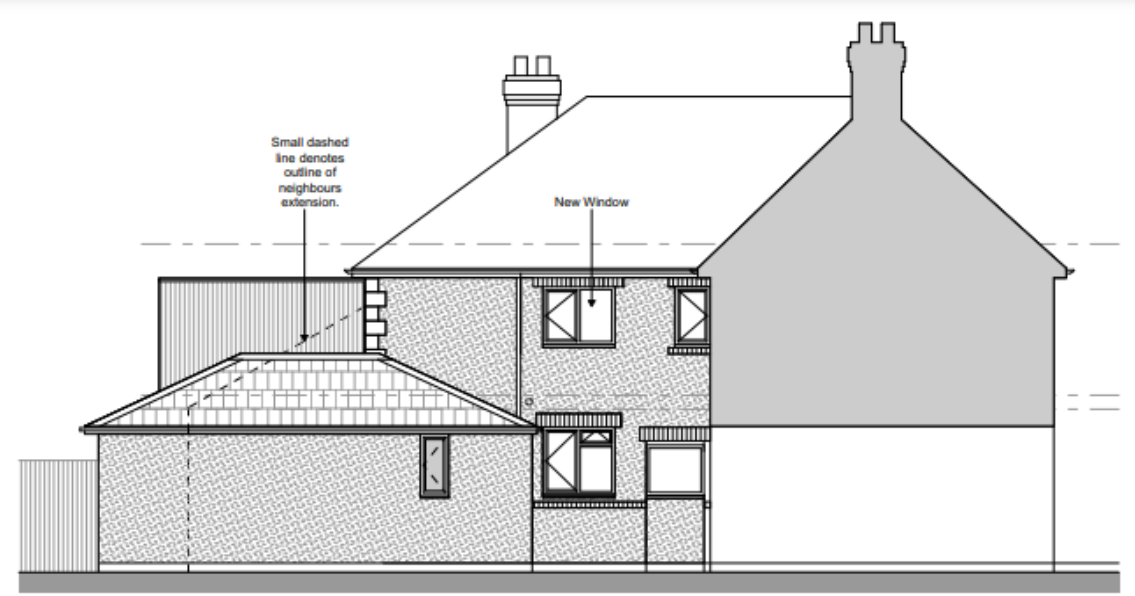 Small dashed
line denotes
outline of
neighbours
extension.
New Window